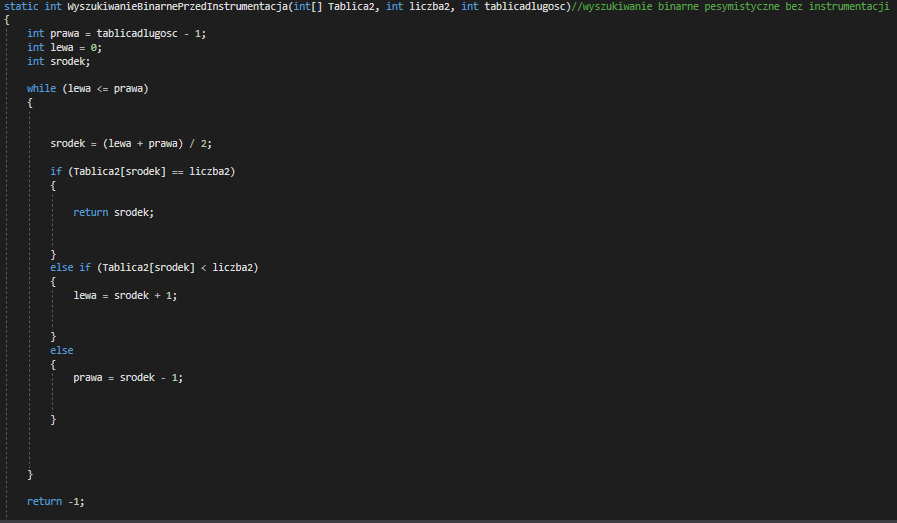 static int WyszukiwanieBinarnePrzedInstrumentacja(int[] Tablica2, int liczba2, int tablicadlugosc)//wyszukiwanie binarne pesymistyczne bez instrumentacji
{
int prawa = tablicadlugosc - 1;
int lewa = 0;
int srodek;
while (lewa <= prawa)
{
srodek = (lewa + prawa) / 2;
if (Tablica2[srodek] == liczba2)
{
return srodek;
}
else if (Tablica2[srodek] < liczba2)
{
lewa = srodek + 1;
}
else
{
prawa = srodek - 1;
}
}
return -1;